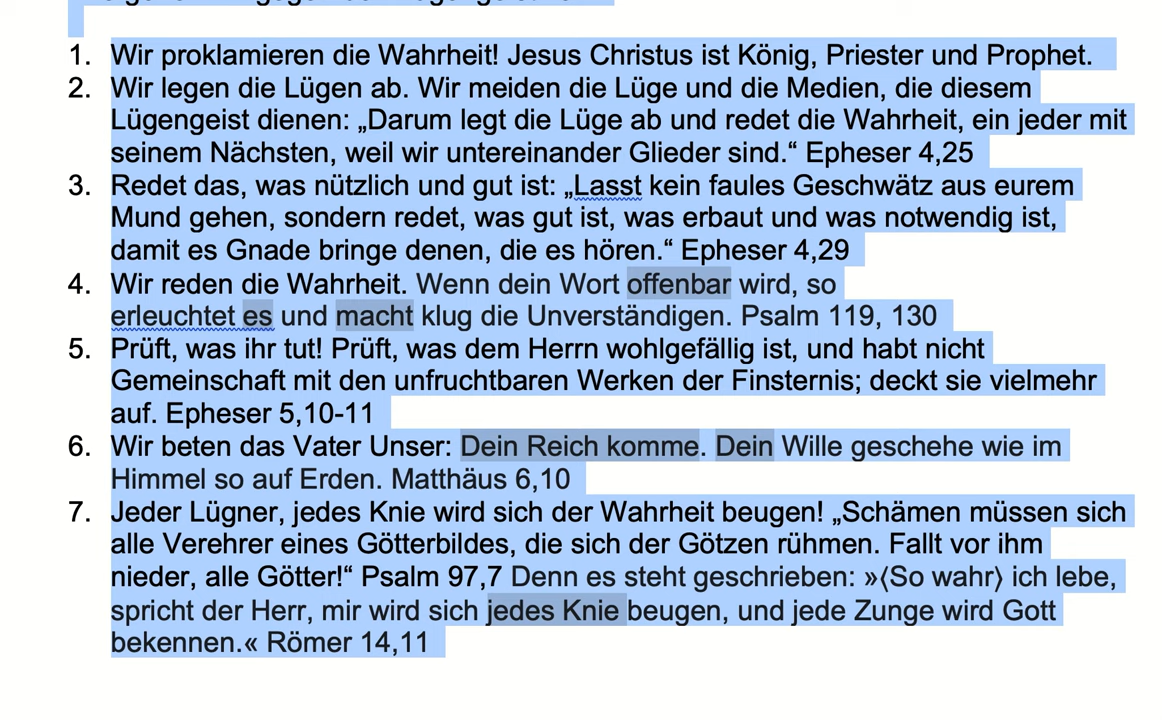 1. Wir proklamieren die Wahrheit! Jesus Christus ist König, Priester und Prophet.
2. Wir legen die Lügen ab. Wir meiden die Lüge und die Medien, die diesem
Lügengeist dienen: „Darum legt die Lüge ab und redet die Wahrheit, ein jeder mit
seinem Nächsten, weil wir untereinander Glieder sind.“ Epheser 4,25
3. Redet das, was nützlich und gut ist: „Lasst kein faules Geschwätz aus eurem
Mund gehen, sondern redet, was gut ist, was erbaut und was notwendig ist,
damit es Gnade bringe denen, die es hören.“ Epheser 4,29
4. Wir reden die Wahrheit. Wenn dein Wort offenbar wird, so
erleuchtet es und macht klug die Unverständigen. Psalm 119, 130
5. Prüft, was ihr tut! Prüft, was dem Herrn wohlgefällig ist, und habt nicht
Gemeinschaft mit den unfruchtbaren Werken der Finsternis; deckt sie vielmehr
auf. Epheser 5,10-11
6. Wir beten das Vater Unser: Dein Reich komme. Dein Wille geschehe wie im
Himmel so auf Erden. Matthäus 6,10
7. Jeder Lügner, jedes Knie wird sich der Wahrheit beugen! „Schämen müssen sich
alle Verehrer eines Götterbildes, die sich der Götzen rühmen. Fallt vor ihm
nieder, alle Götter!“ Psalm 97,7 Denn es steht geschrieben: »⟨So wahr⟩ ich lebe,
spricht der Herr, mir wird sich jedes Knie beugen, und jede Zunge wird Gott
bekennen.« Römer 14,11